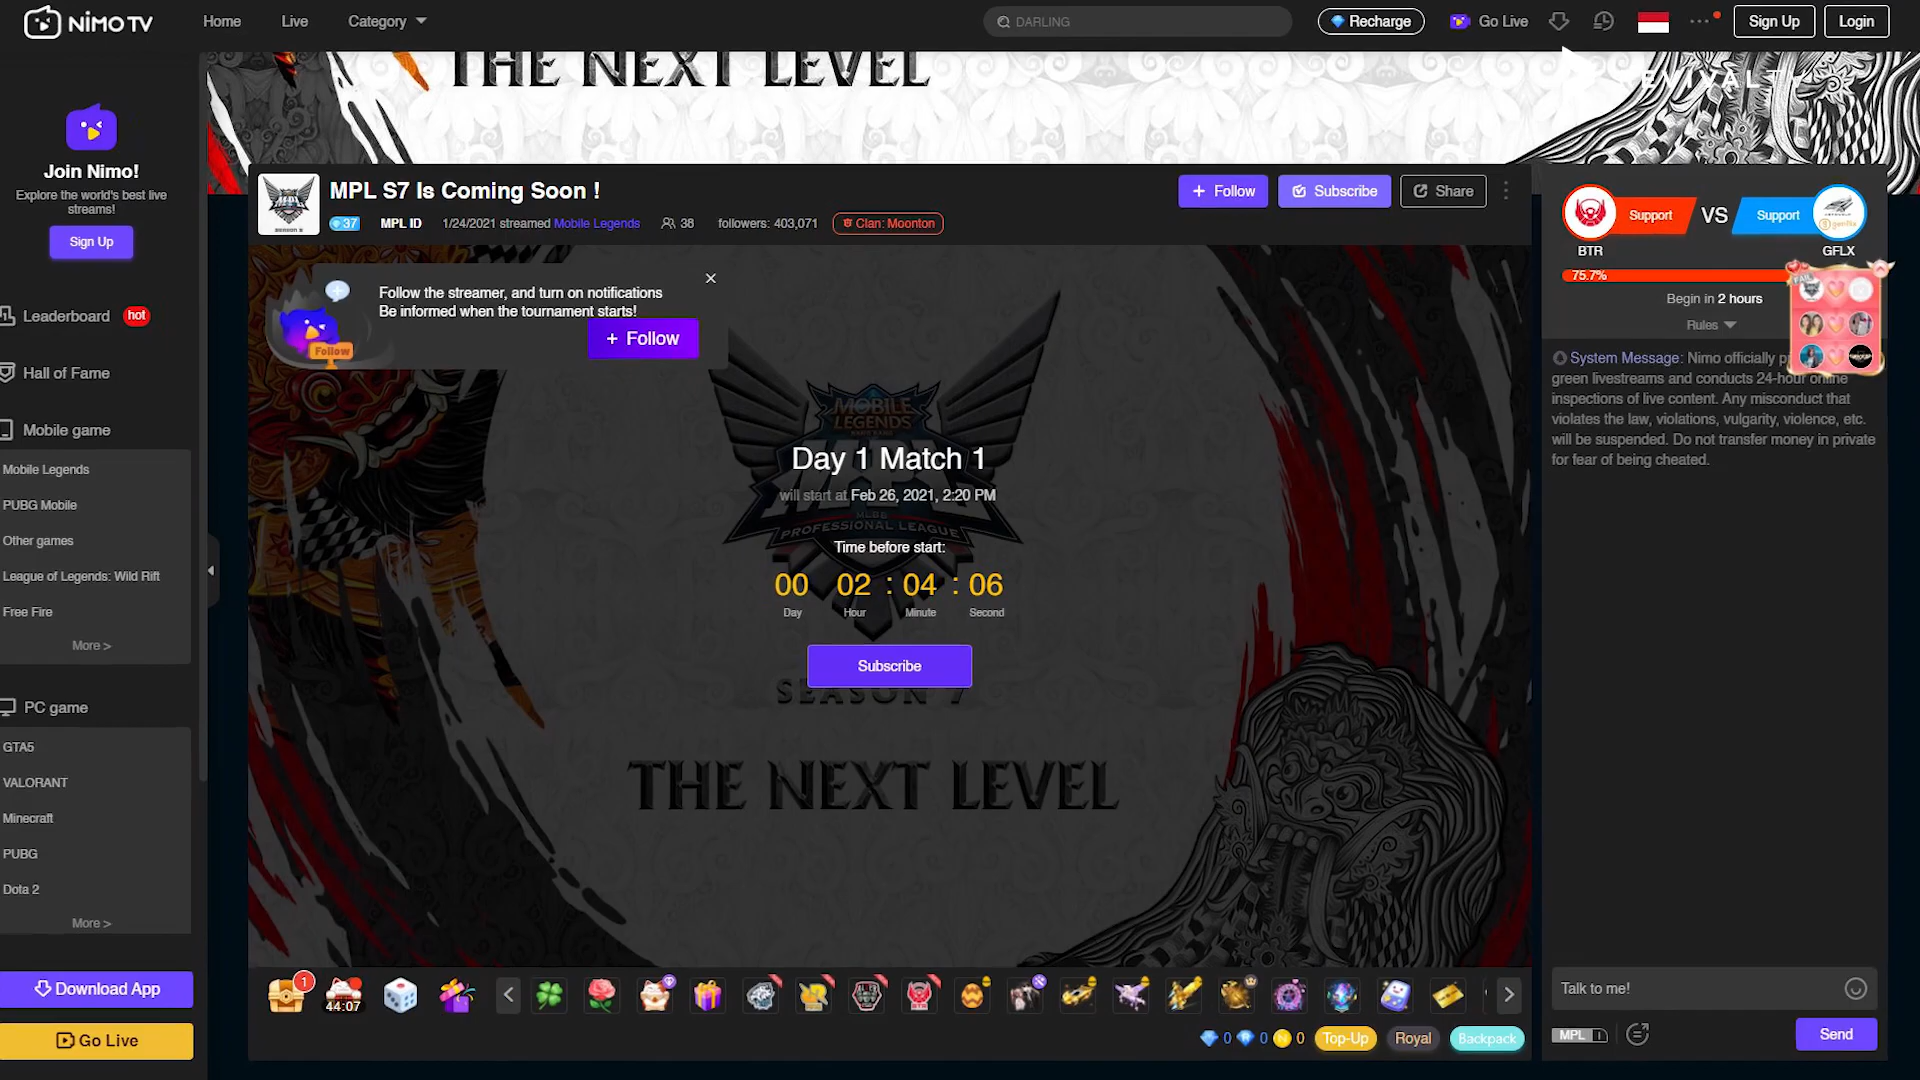 NIMO TV
Home
Live
Category
DARLING
Recharge
Go Live
Sign Up
Login
THE NEXT LEVEL
REVIVALTV
Join Nimo!
Explore the world's best live
streams!
Sign Up
Leaderboard
hot
Hall of Fame
Mobile game
Mobile Legends
PUBG Mobile
Other games
League of Legends: Wild Rift
Free Fire
More >
PC game
GTA5
VALORANT
Minecraft
PUBG
Dota 2
More >
Download App
Go Live
MPL S7 Is Coming Soon !
37
MPL ID
1/24/2021 streamed Mobile Legends
38
followers: 403,071
Clan: Moonton
+ Follow
Subscribe
Share
Follow the streamer, and turn on notifications
Be informed when the tournament starts!
Follow
+ Follow
MOBILE
LEGENDS
MPL
MLBB
PROFESSIONAL LEAGUE
Day 1 Match 1
will start at Feb 26, 2021, 2:20 PM
Time before start:
00 02 : 04 : 06
Day Hour Minute Second
Subscribe
SEASON 7
THE NEXT LEVEL
1
44:07
0
0
0
Top-Up
Royal
Backpack
Support
VS
Support
BTR
GFLX
75.7%
Begin in 2 hours
Rules
System Message: Nimo officially
green livestreams and conducts 24-hour online
inspections of live content. Any misconduct that
violates the law, violations, vulgarity, violence, etc.
will be suspended. Do not transfer money in private
for fear of being cheated.
Talk to me!
MPL
Send